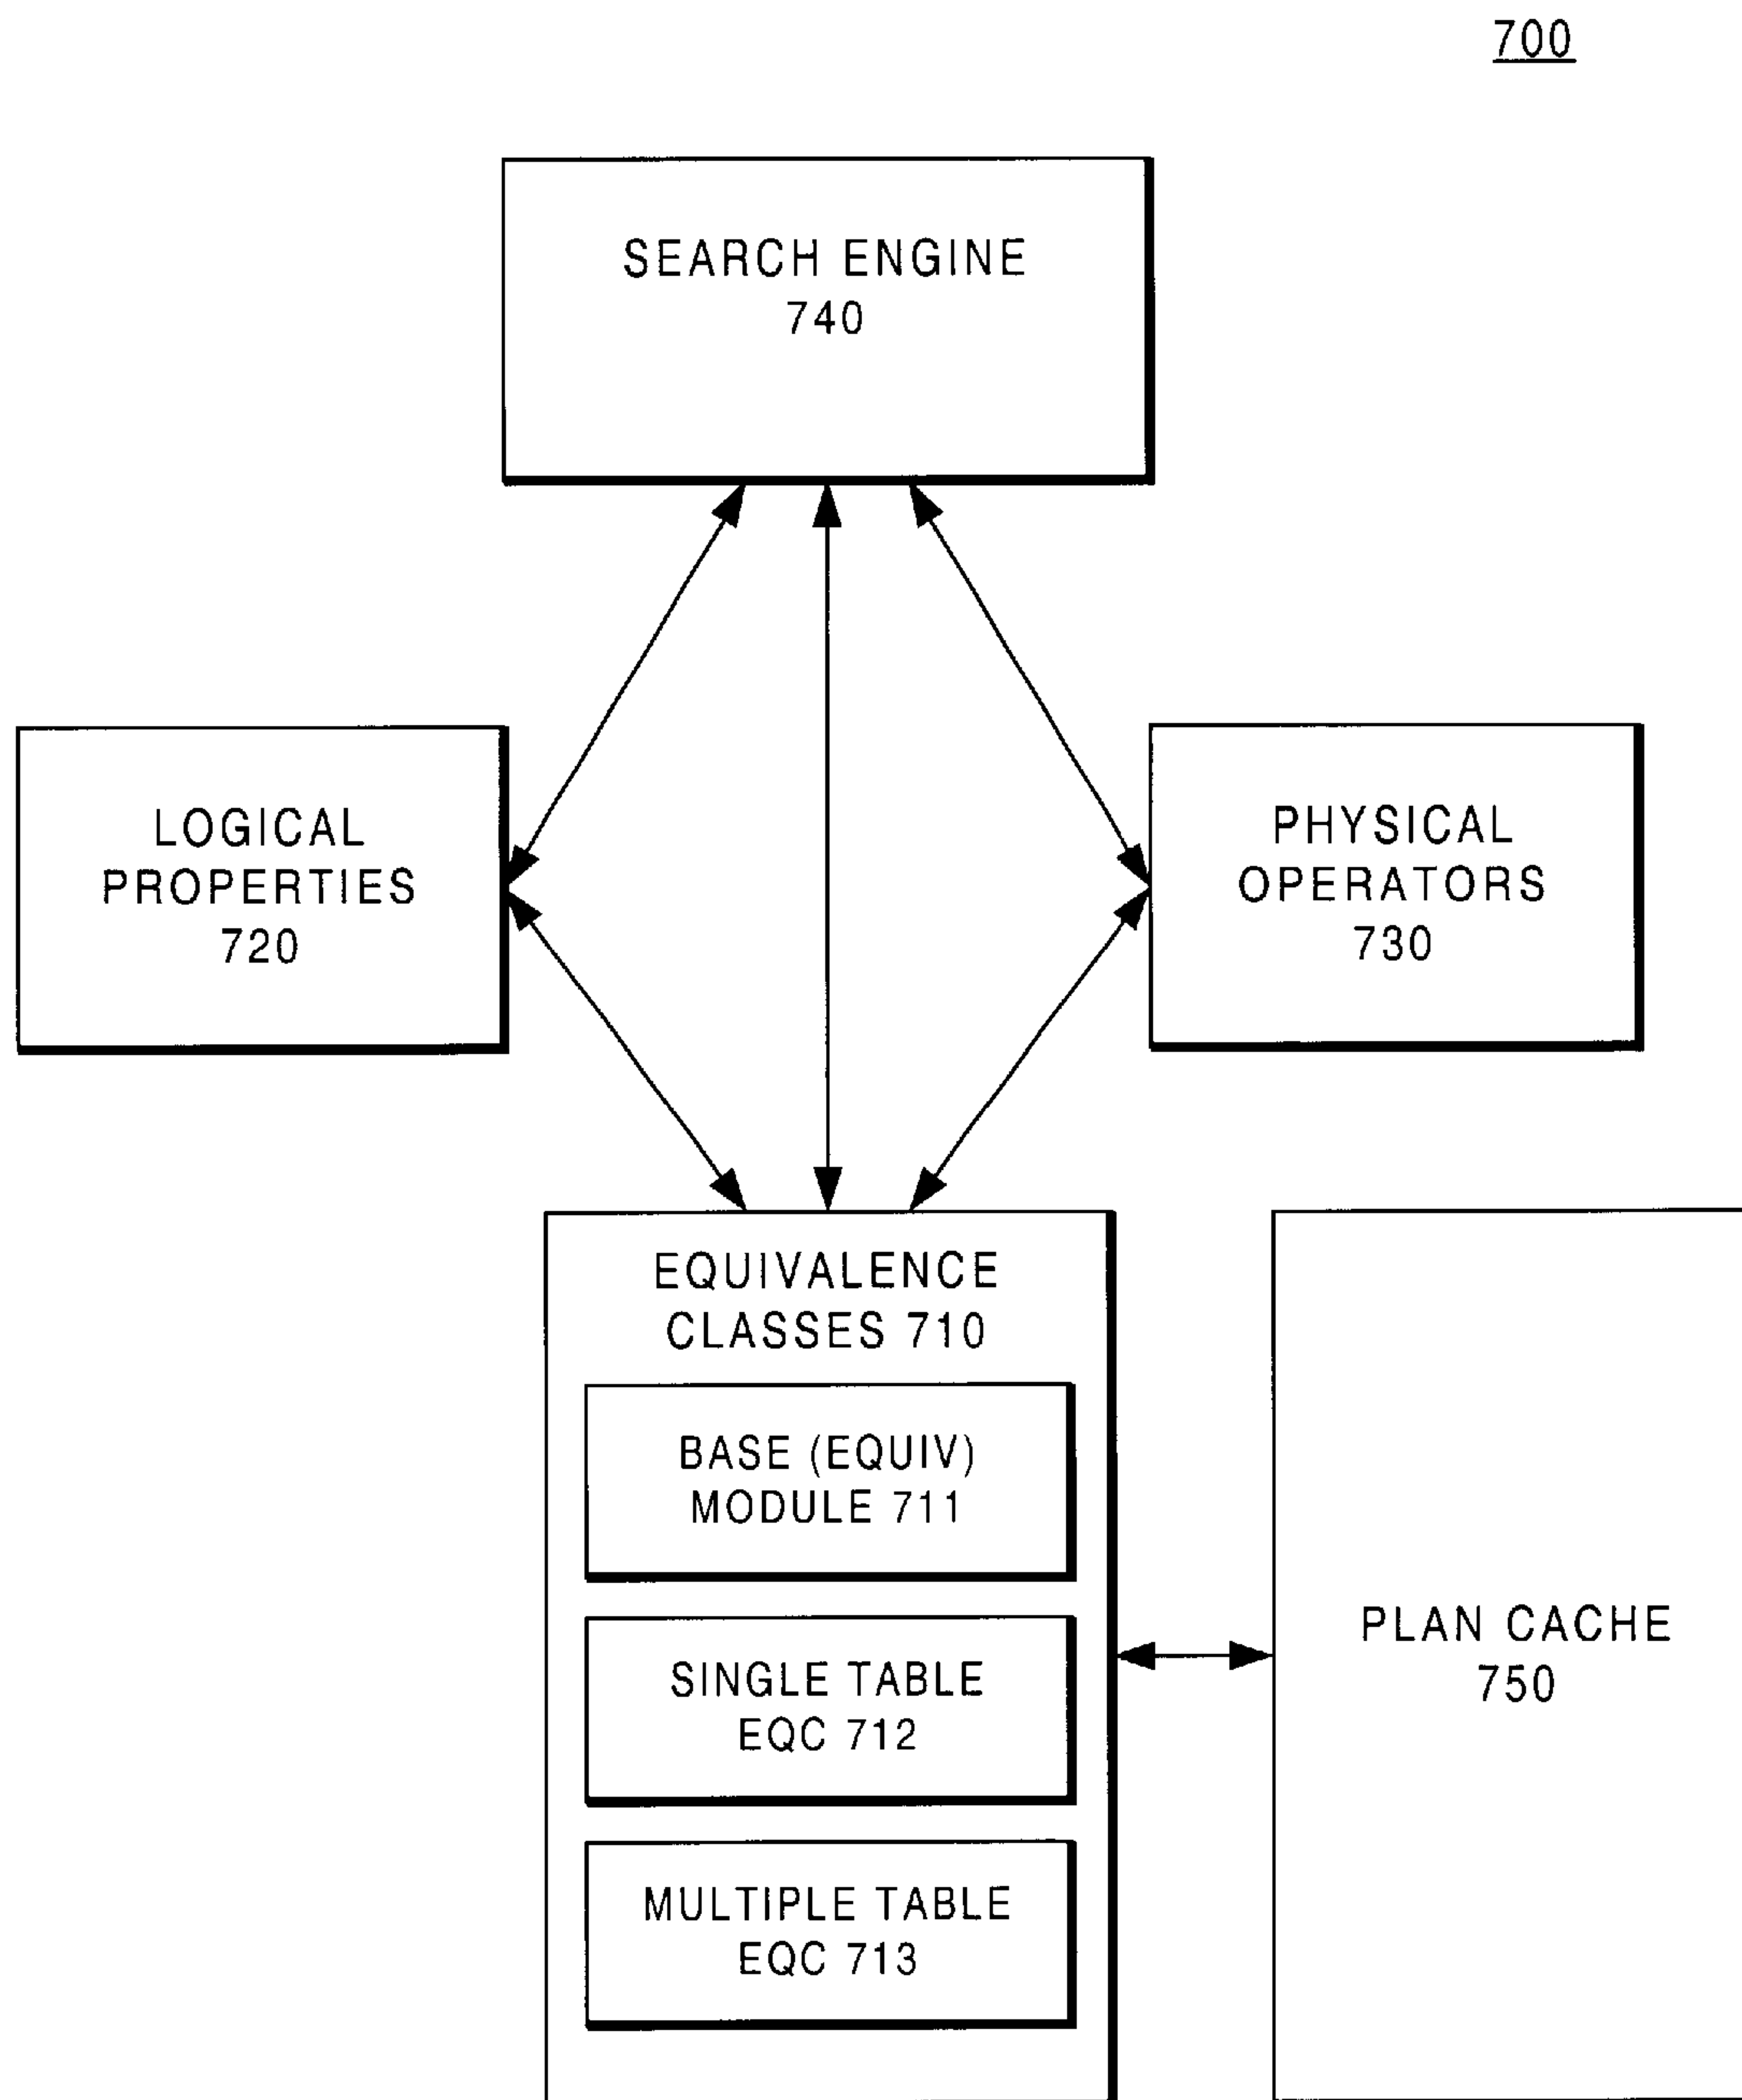 700
SEARCH ENGINE
740
LOGICAL
PROPERTIES
720
PHYSICAL
OPERATORS
730
EQUIVALENCE
CLASSES 710
BASE (EQUIV)
MODULE 711
SINGLE TABLE
EQC 712
MULTIPLE TABLE
EQC 713
PLAN CACHE
750